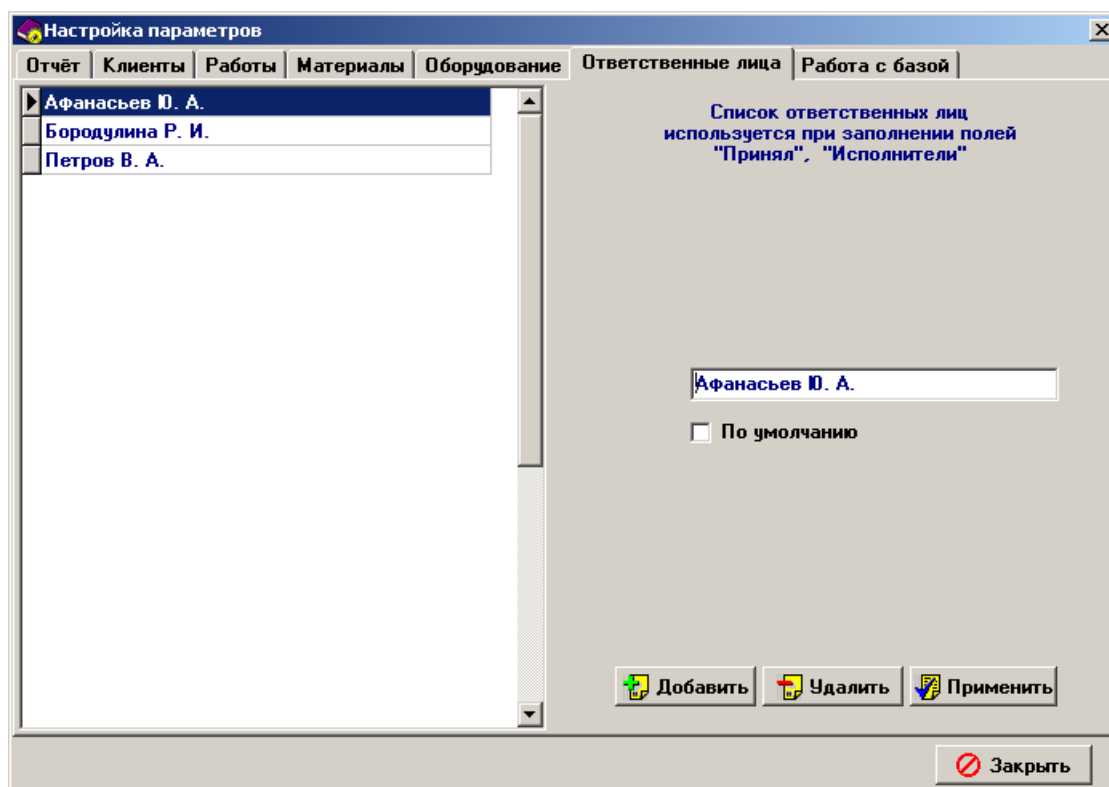 Настройка параметров
Отчёт
Клиенты
Работы
Материалы
Оборудование
Ответственные лица
Работа с базой
Афанасьев Ю. А.
Бородулина Р. И.
Петров В. А.
Список ответственных лиц
используется при заполнении полей
"Принял", "Исполнители"
Афанасьев Ю. А.
По умолчанию
Добавить
Удалить
Применить
Закрыть